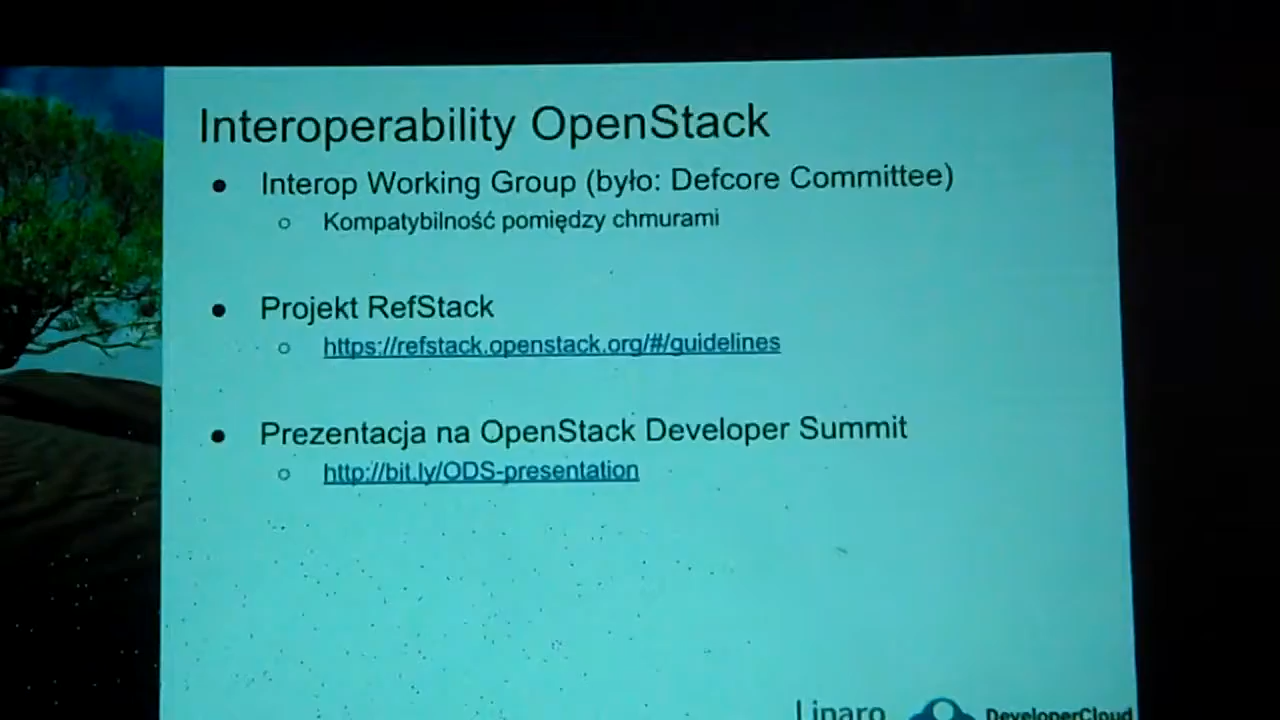 Interoperability OpenStack
● Interop Working Group (było: Defcore Committee)
○ Kompatybilność pomiędzy chmurami
● Projekt RefStack
○ https://refstack.openstack.org/#/guidelines
● Prezentacja na OpenStack Developer Summit
○ http://bit.ly/ODS-presentation
Linaro DeveloperCloud